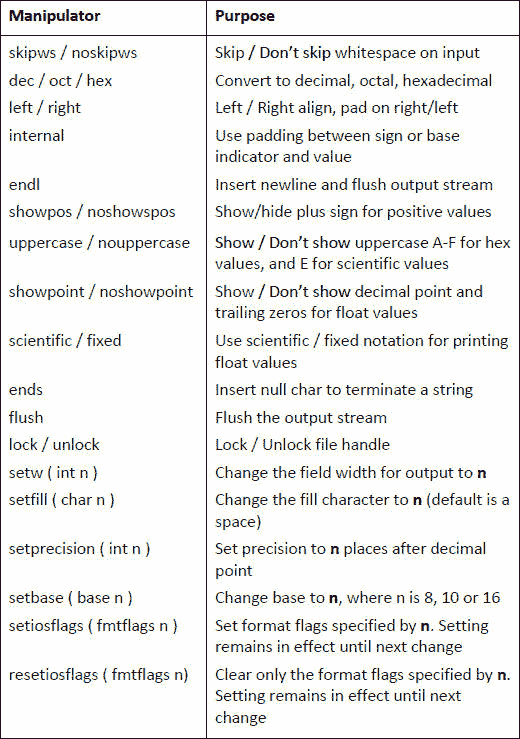 Manipulator Purpose
skipws / noskipws Skip / Don't skip whitespace on input
dec / oct / hex Convert to decimal, octal, hexadecimal
left / right Left / Right align, pad on right/left
internal Use padding between sign or base
indicator and value
endl Insert newline and flush output stream
showpos / noshowspos Show/hide plus sign for positive values
uppercase / nouppercase Show / Don't show uppercase A-F for hex
values, and E for scientific values
showpoint / noshowpoint Show / Don't show decimal point and
trailing zeros for float values
scientific / fixed Use scientific / fixed notation for printing
float values
ends Insert null char to terminate a string
flush Flush the output stream
lock / unlock Lock / Unlock file handle
setw ( int n ) Change the field width for output to n
setfill ( char n ) Change the fill character to n (default is a
space)
setprecision ( int n ) Set precision to n places after decimal
point
setbase ( base n ) Change base to n, where n is 8, 10 or 16
setiosflags ( fmtflags n ) Set format flags specified by n. Setting
remains in effect until next change
resetiosflags ( fmtflags n) Clear only the format flags specified by n.
Setting remains in effect until next
change